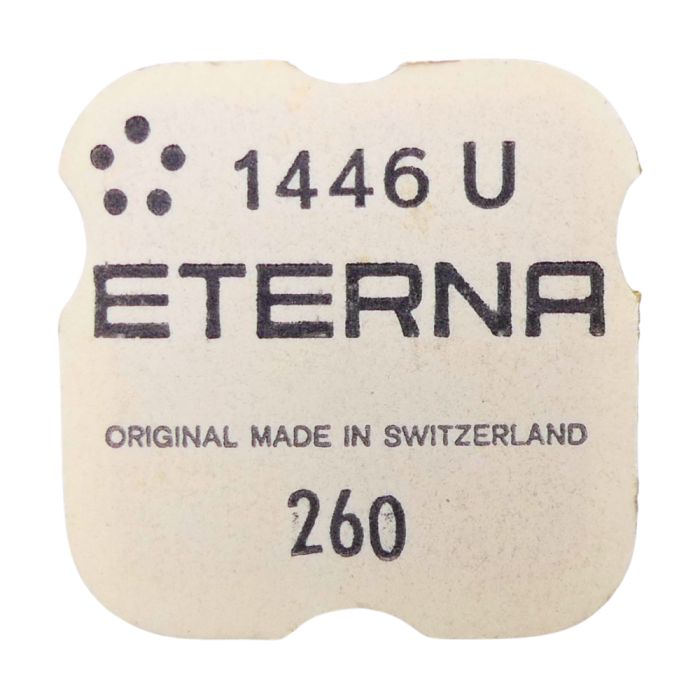 1446 U
ETERNA
ORIGINAL MADE IN SWITZERLAND
260